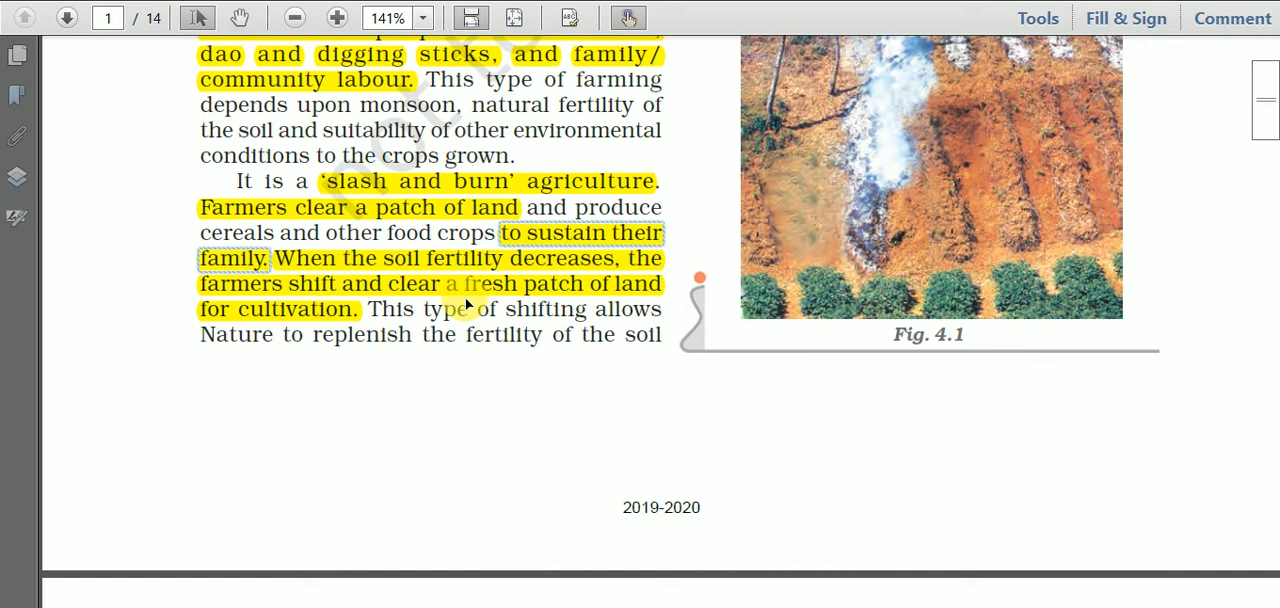 1 / 14
141%
Tools
Fill & Sign
Comment
dao and digging sticks, and family/
community labour. This type of farming
depends upon monsoon, natural fertility of
the soil and suitability of other environmental
conditions to the crops grown.
It is a ‘slash and burn’ agriculture.
Farmers clear a patch of land and produce
cereals and other food crops to sustain their
family. When the soil fertility decreases, the
farmers shift and clear a fresh patch of land
for cultivation. This type of shifting allows
Nature to replenish the fertility of the soil
Fig. 4.1
2019-2020